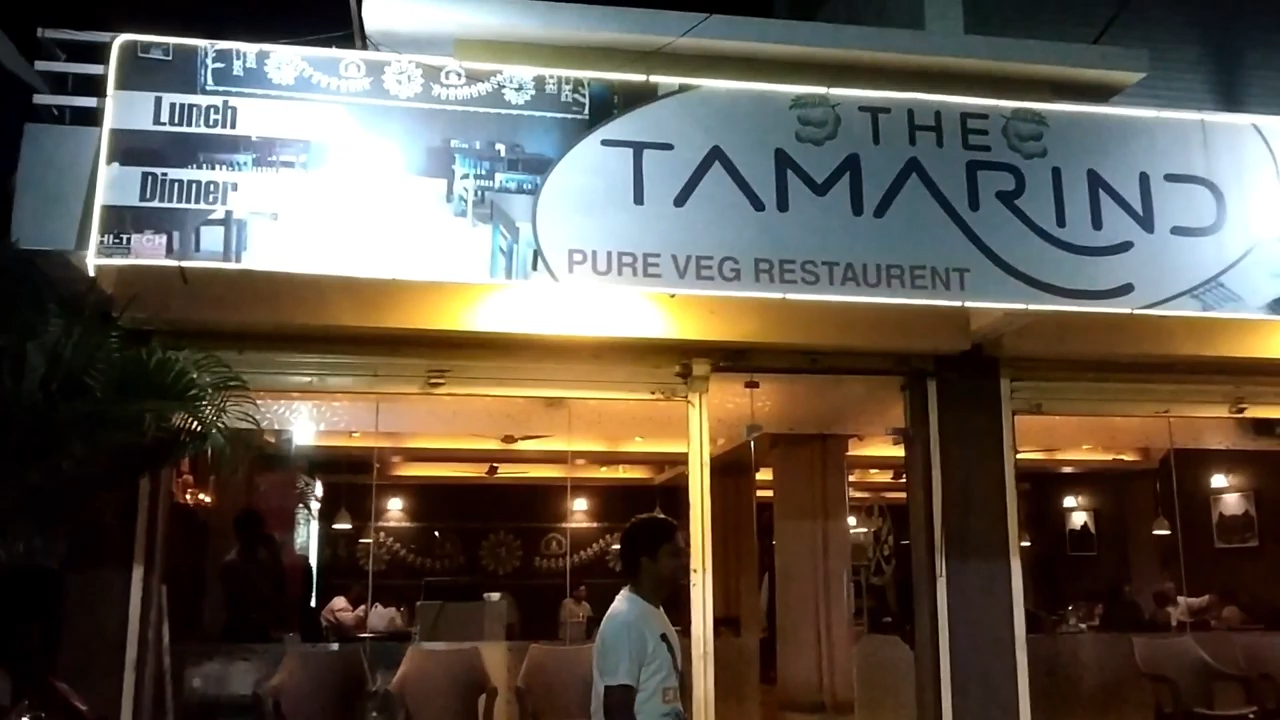 Lunch
Dinner
HI-TECH
THE
TAMARIND
PURE VEG RESTAURENT